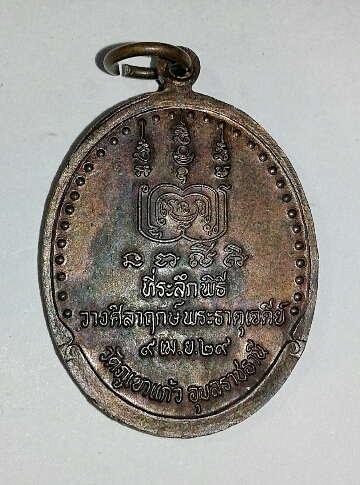 ที่ระลึกพิธี
วางศิลาฤกษ์พระธาตุเจดีย์
๙ เม.ย.๒๙
วัดภูเขาแก้ว อุบลราชธานี